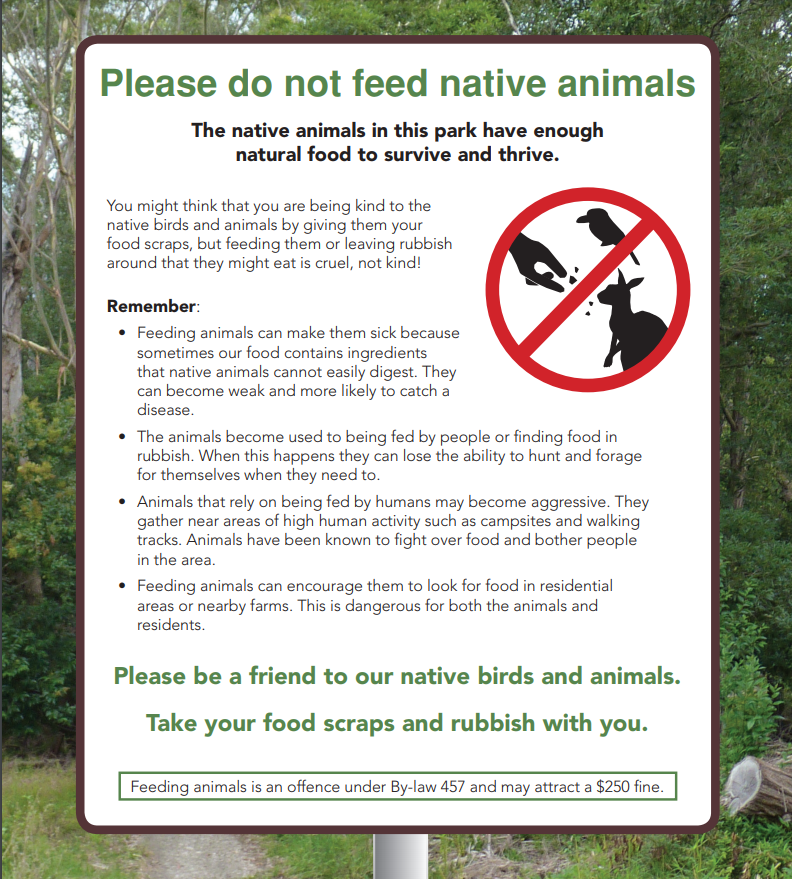 Please do not feed native animals
The native animals in this park have enough
natural food to survive and thrive.
You might think that you are being kind to the
native birds and animals by giving them your
food scraps, but feeding them or leaving rubbish
around that they might eat is cruel, not kind!
Remember:
• Feeding animals can make them sick because
sometimes our food contains ingredients
that native animals cannot easily digest. They
can become weak and more likely to catch a
disease.
• The animals become used to being fed by people or finding food in
rubbish. When this happens they can lose the ability to hunt and forage
for themselves when they need to.
• Animals that rely on being fed by humans may become aggressive. They
gather near areas of high human activity such as campsites and walking
tracks. Animals have been known to fight over food and bother people
in the area.
• Feeding animals can encourage them to look for food in residential
areas or nearby farms. This is dangerous for both the animals and
residents.
Please be a friend to our native birds and animals.
Take your food scraps and rubbish with you.
Feeding animals is an offence under By-law 457 and may attract a $250 fine.